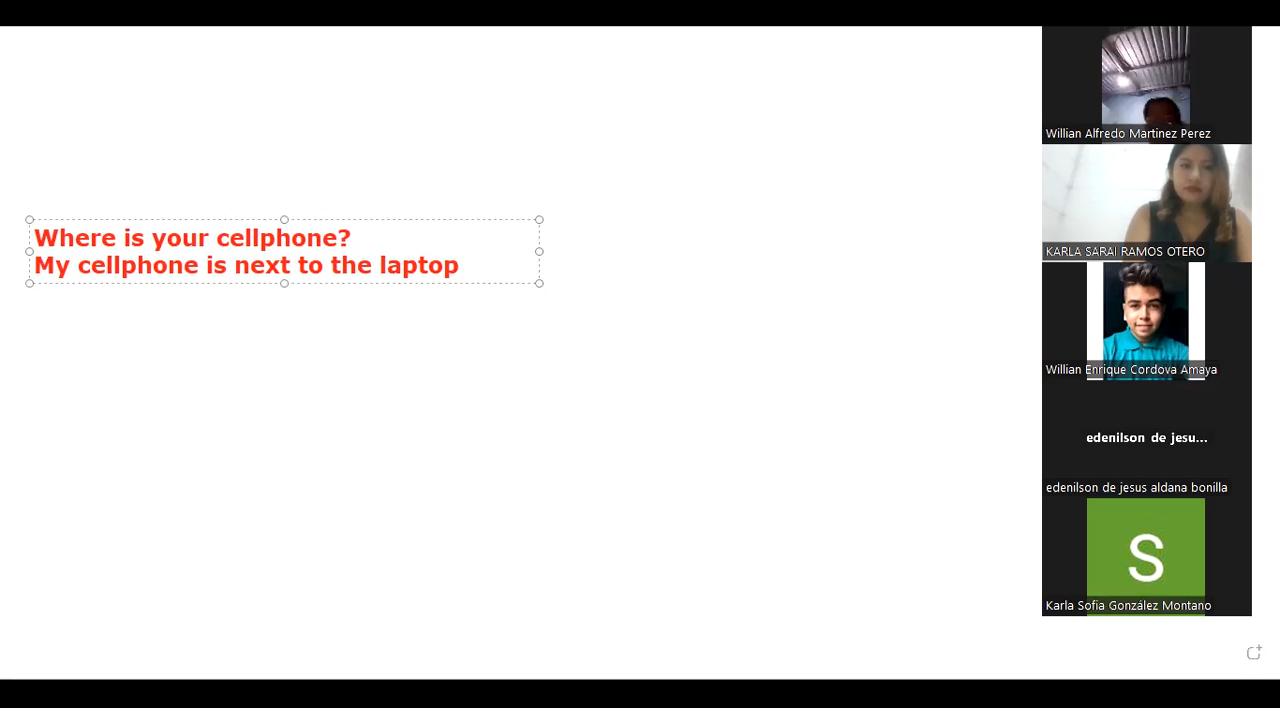 Where is your cellphone?
My cellphone is next to the laptop
Willian Alfredo Martinez Perez
KARLA SARAI RAMOS OTERO
Willian Enrique Cordova Amaya
edenilson de jesu...
edenilson de jesus aldana bonilla
S
Karla Sofia González Montano